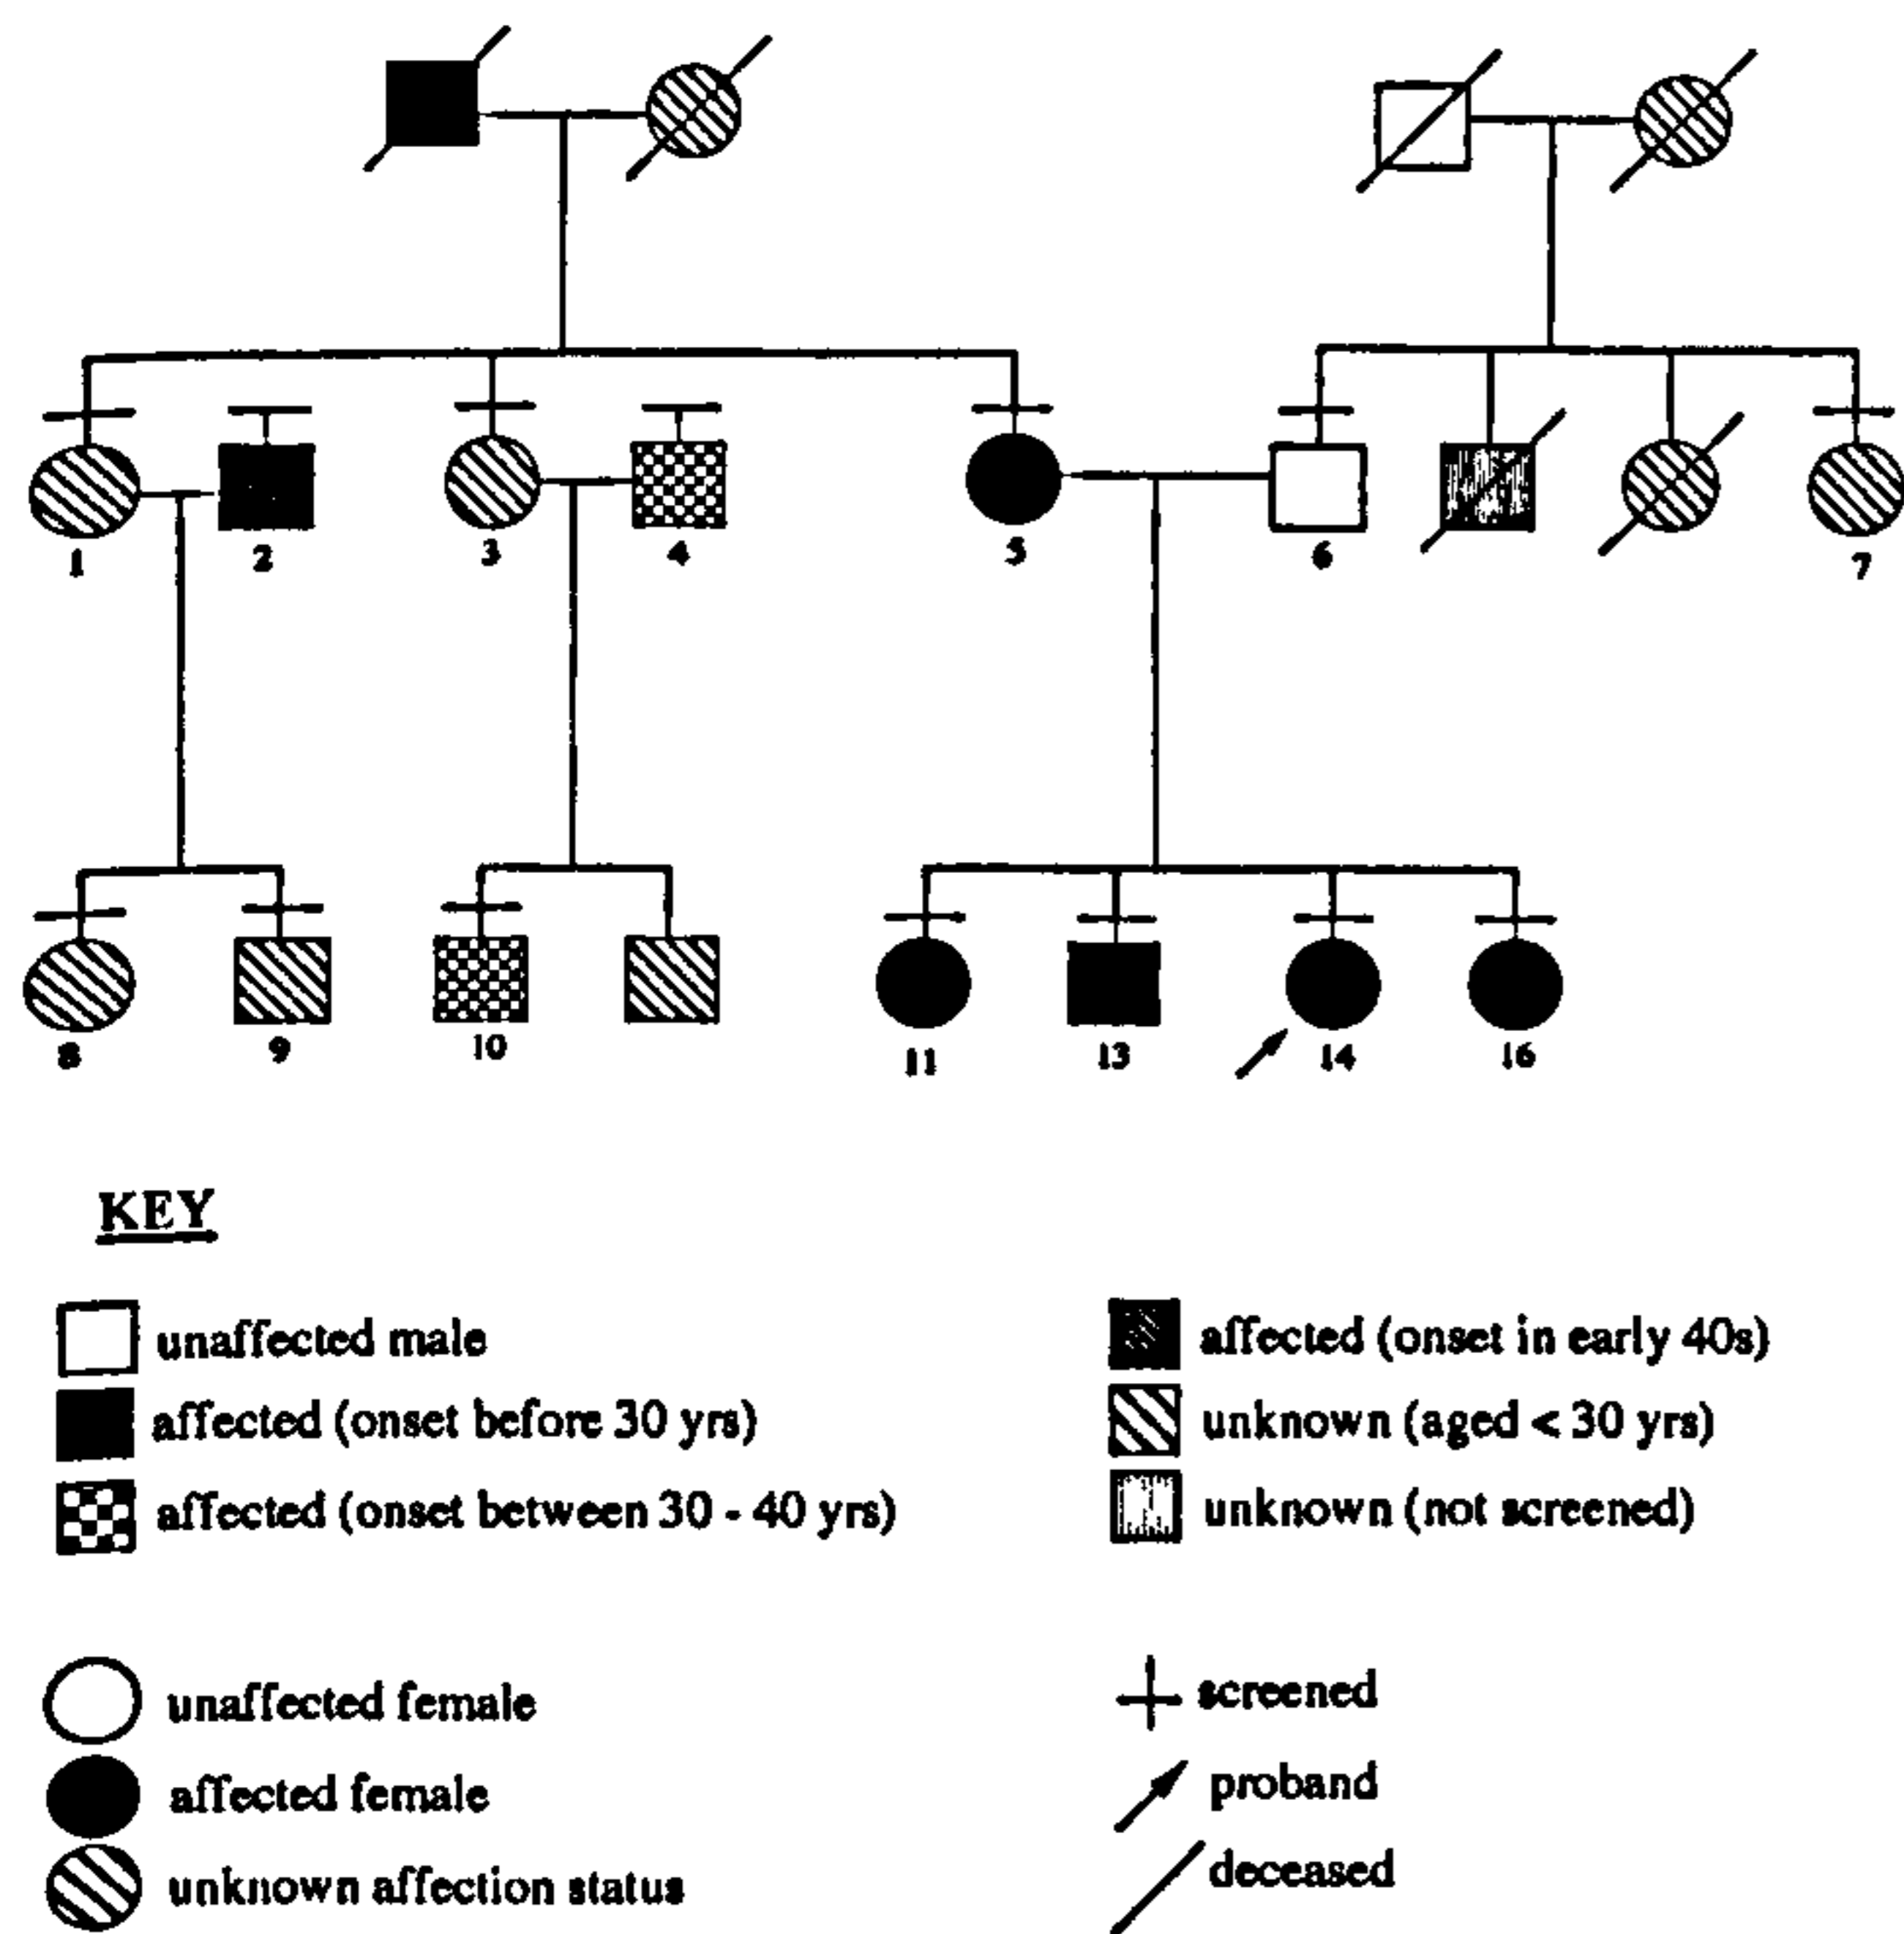 1 2 3 4 5 6 7
8 9 10 11 13 14 16
KEY
unaffected male
affected (onset before 30 yrs)
affected (onset between 30 - 40 yrs)
affected (onset in early 40s)
unknown (aged < 30 yrs)
unknown (not screened)
unaffected female
affected female
unknown affection status
screened
proband
deceased